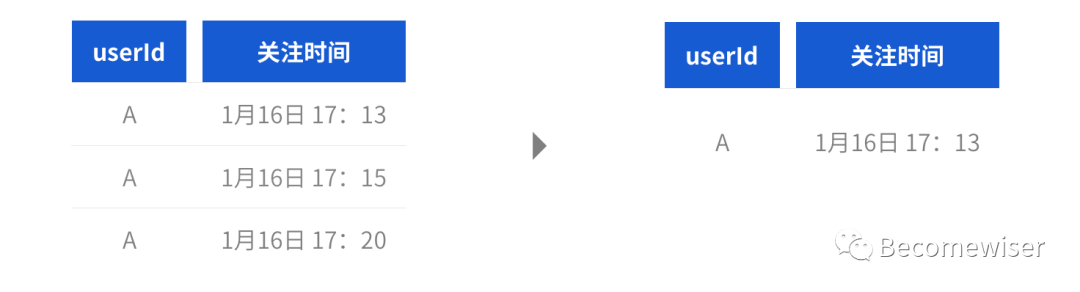 userId 关注时间
A 1月16日 17：13
A 1月16日 17：15
A 1月16日 17：20
userId 关注时间
A 1月16日 17：13
Becomewiser